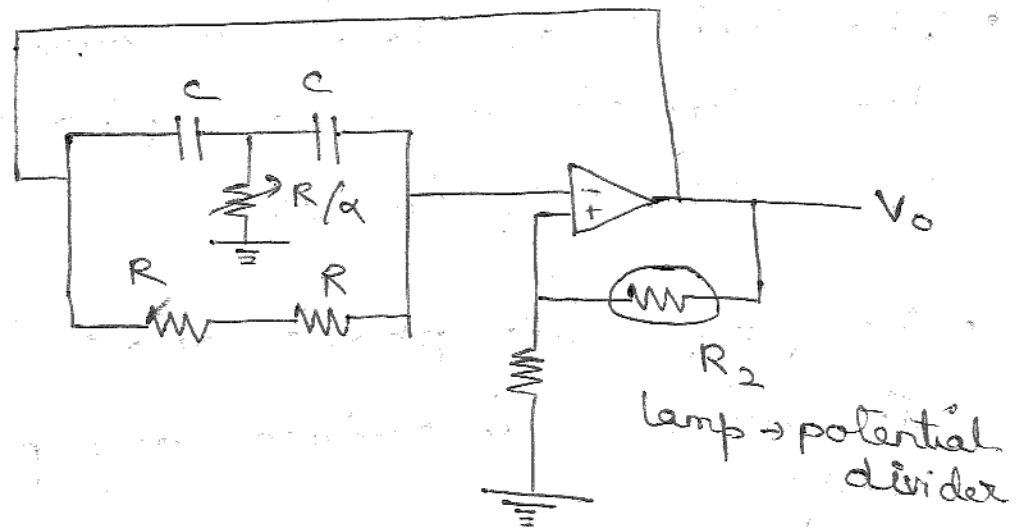 C C
R/α
R R
- +
Vo
R2
lamp → potential
divider